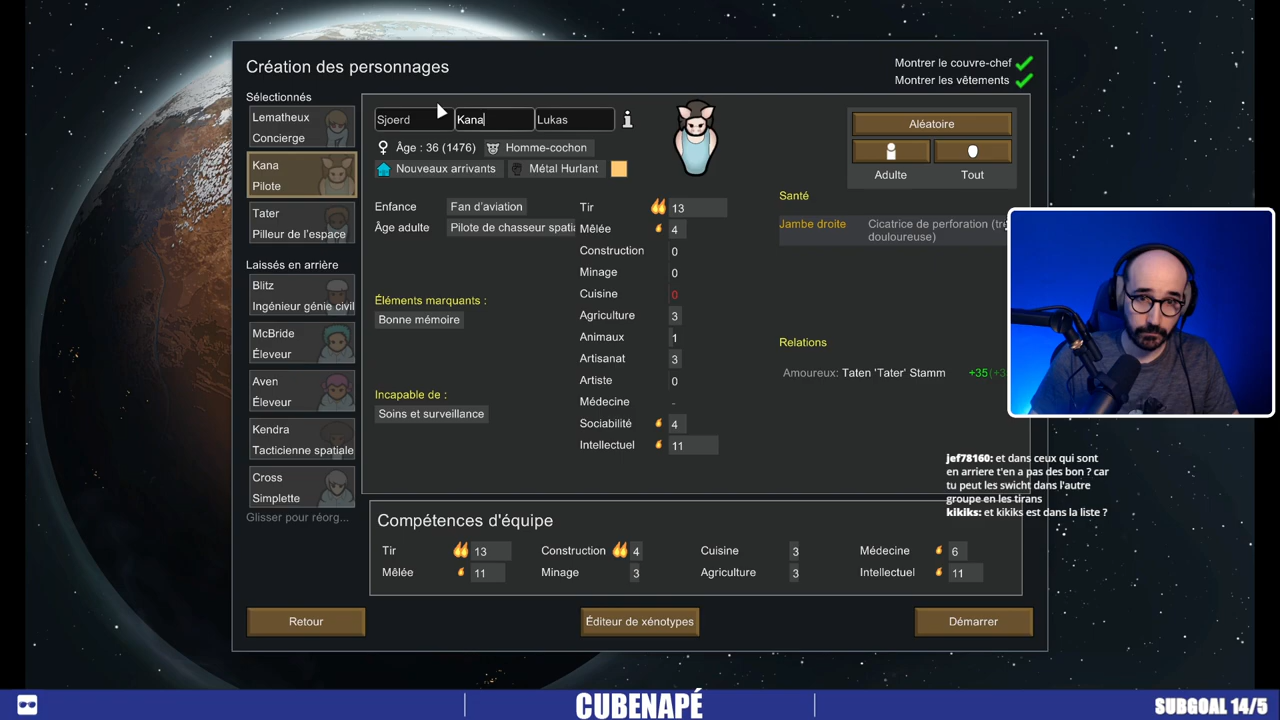 Création des personnages
Montrer le couvre-chef
Montrer les vêtements
Sélectionnés
Lematheux
Concierge
Kana
Pilote
Tater
Pilleur de l'espace
Laissés en arrière
Blitz
Ingénieur génie civil
McBride
Éleveur
Aven
Éleveur
Kendra
Tacticienne spatiale
Cross
Simplette
Glisser pour réorg...
Sjoerd
Kana
Lukas
Âge : 36 (1476)
Homme-cochon
Nouveaux arrivants
Métal Hurlant
Enfance
Fan d'aviation
Âge adulte
Pilote de chasseur spati
Éléments marquants :
Bonne mémoire
Incapable de :
Soins et surveillance
Tir 13
Mêlée 4
Construction 0
Minage 0
Cuisine 0
Agriculture 3
Animaux 1
Artisanat 3
Artiste 0
Médecine -
Sociabilité 4
Intellectuel 11
Aléatoire
Adulte
Tout
Santé
Jambe droite
Cicatrice de perforation (tr
douloureuse)
Relations
Amoureux: Taten 'Tater' Stamm +35
jef78160: et dans ceux qui sont
en arriere t'en a pas des bon ? car
tu peut les swicht dans l'autre
groupe en les tirans
kikiks: et kikiks est dans la liste ?
Compétences d'équipe
Tir 13 Construction 4 Cuisine 3 Médecine 6
Mêlée 11 Minage 3 Agriculture 3 Intellectuel 11
Retour
Éditeur de xénotypes
Démarrer
CUBENAPÉ
SUBGOAL 14/5